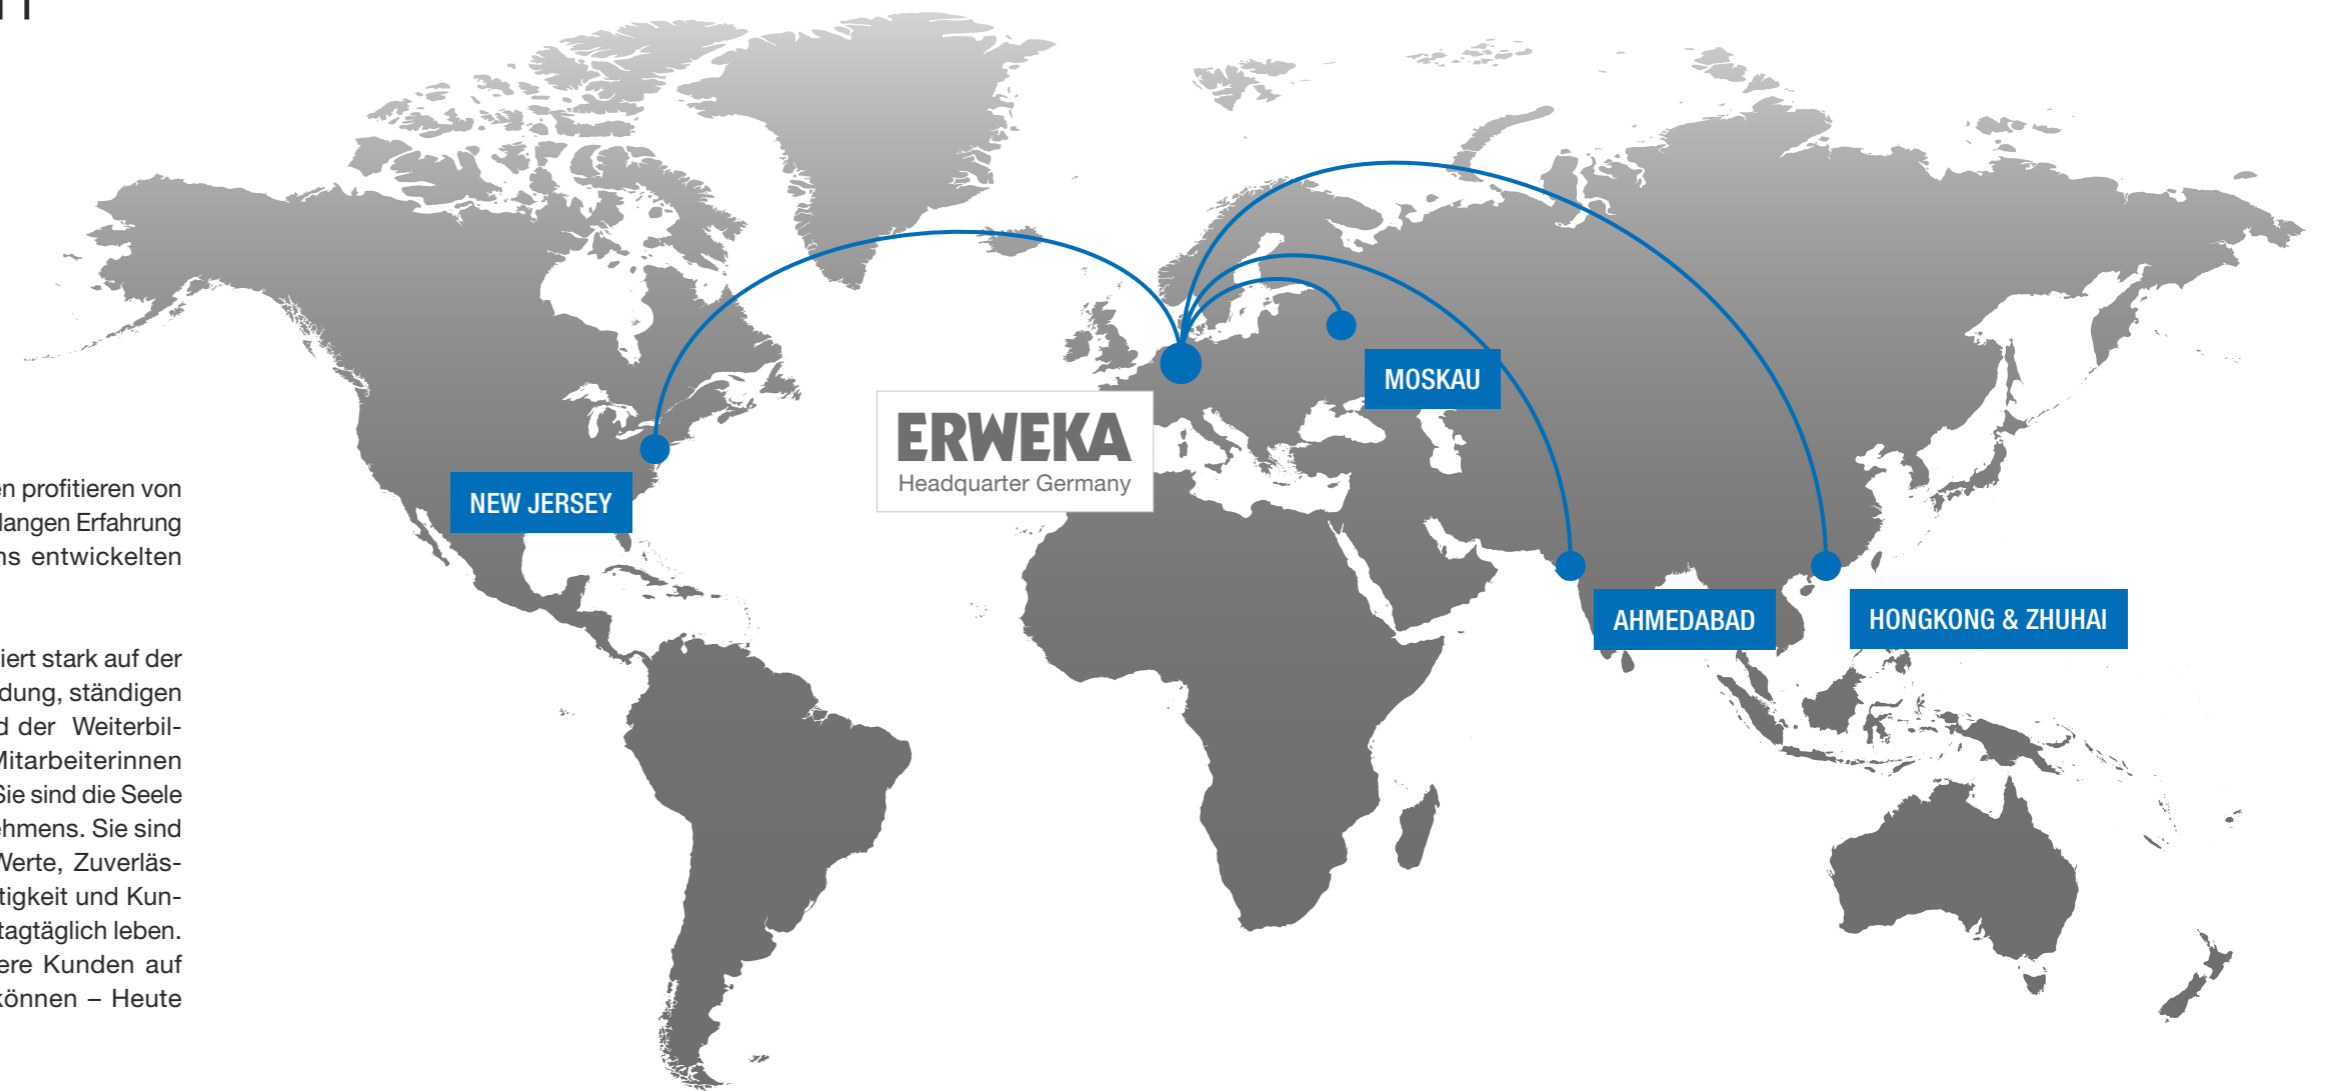 en profitieren von
langen Erfahrung
ns entwickelten
iert stark auf der
dung, ständigen
d der Weiterbil-
Mitarbeiterinnen
Sie sind die Seele
ehmens. Sie sind
Werte, Zuverläs-
tigkeit und Kun-
tagtäglich leben.
ere Kunden auf
können – Heute
NEW JERSEY
ERWEKA
Headquarter Germany
MOSKAU
AHMEDABAD
HONGKONG & ZHUHAI